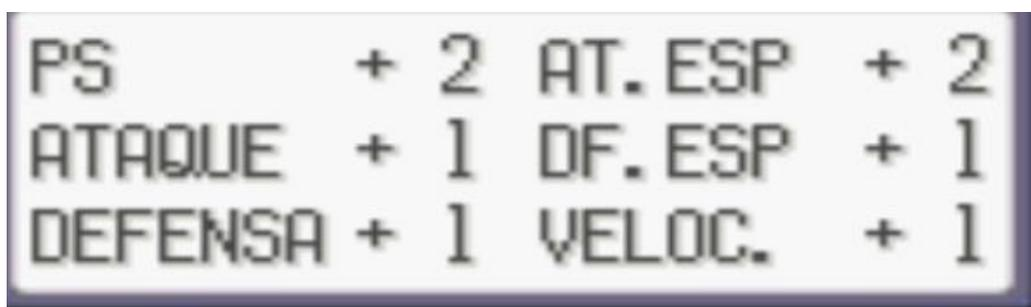 PS + 2 AT.ESP + 2
ATAQUE + 1 DF.ESP + 1
DEFENSA + 1 VELOC. + 1